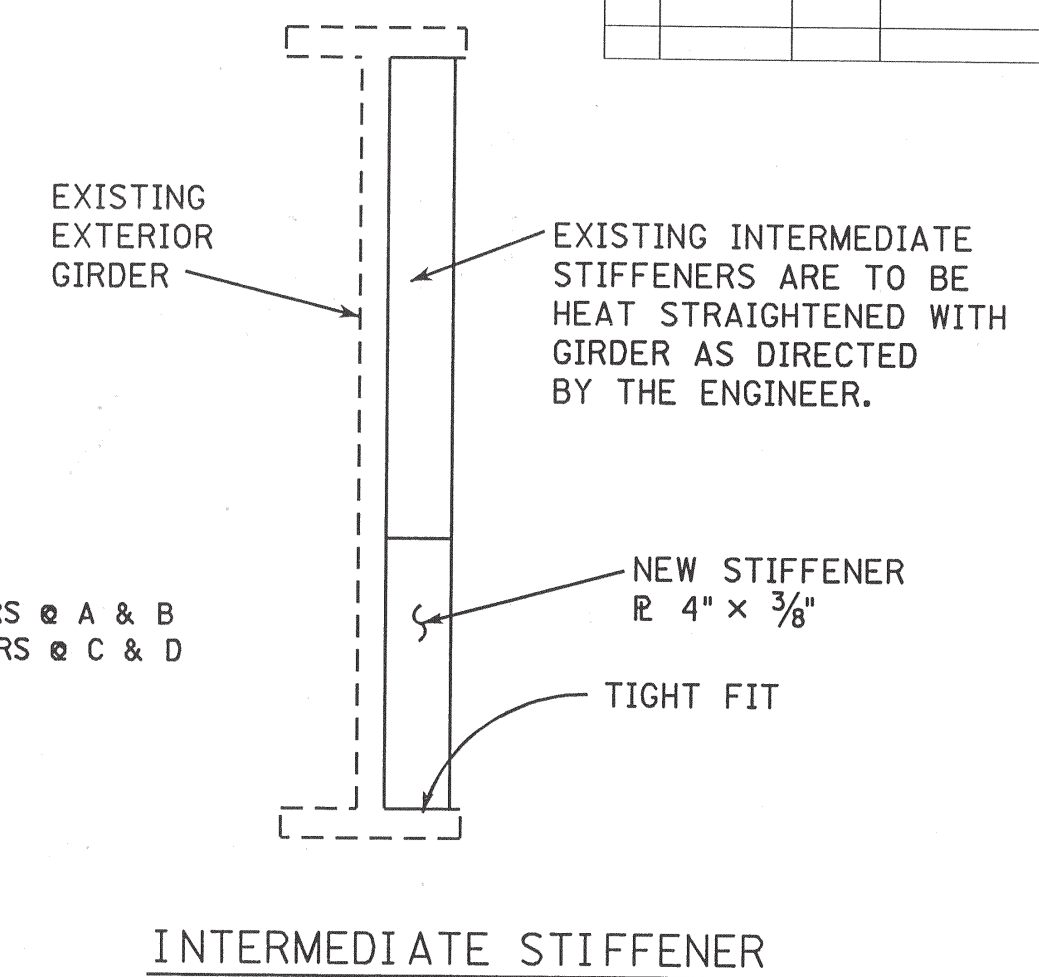 EXISTING
EXTERIOR
GIRDER
EXISTING INTERMEDIATE
STIFFENERS ARE TO BE
HEAT STRAIGHTENED WITH
GIRDER AS DIRECTED
BY THE ENGINEER.
NEW STIFFENER
℄ 4" × 3/8"
TIGHT FIT
RS @ A & B
RS @ C & D
INTERMEDIATE STIFFENER